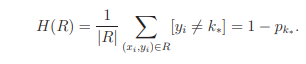 H(R) = \frac{1}{|R|} \sum_{(x_i, y_i) \in R} [y_i \neq k_*] = 1 - p_{k_*}.